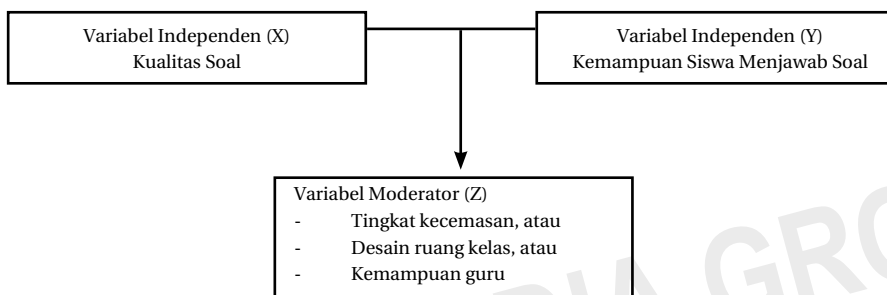 Variabel Independen (X)
Kualitas Soal
Variabel Independen (Y)
Kemampuan Siswa Menjawab Soal
Variabel Moderator (Z)
- Tingkat kecemasan, atau
- Desain ruang kelas, atau
- Kemampuan guru